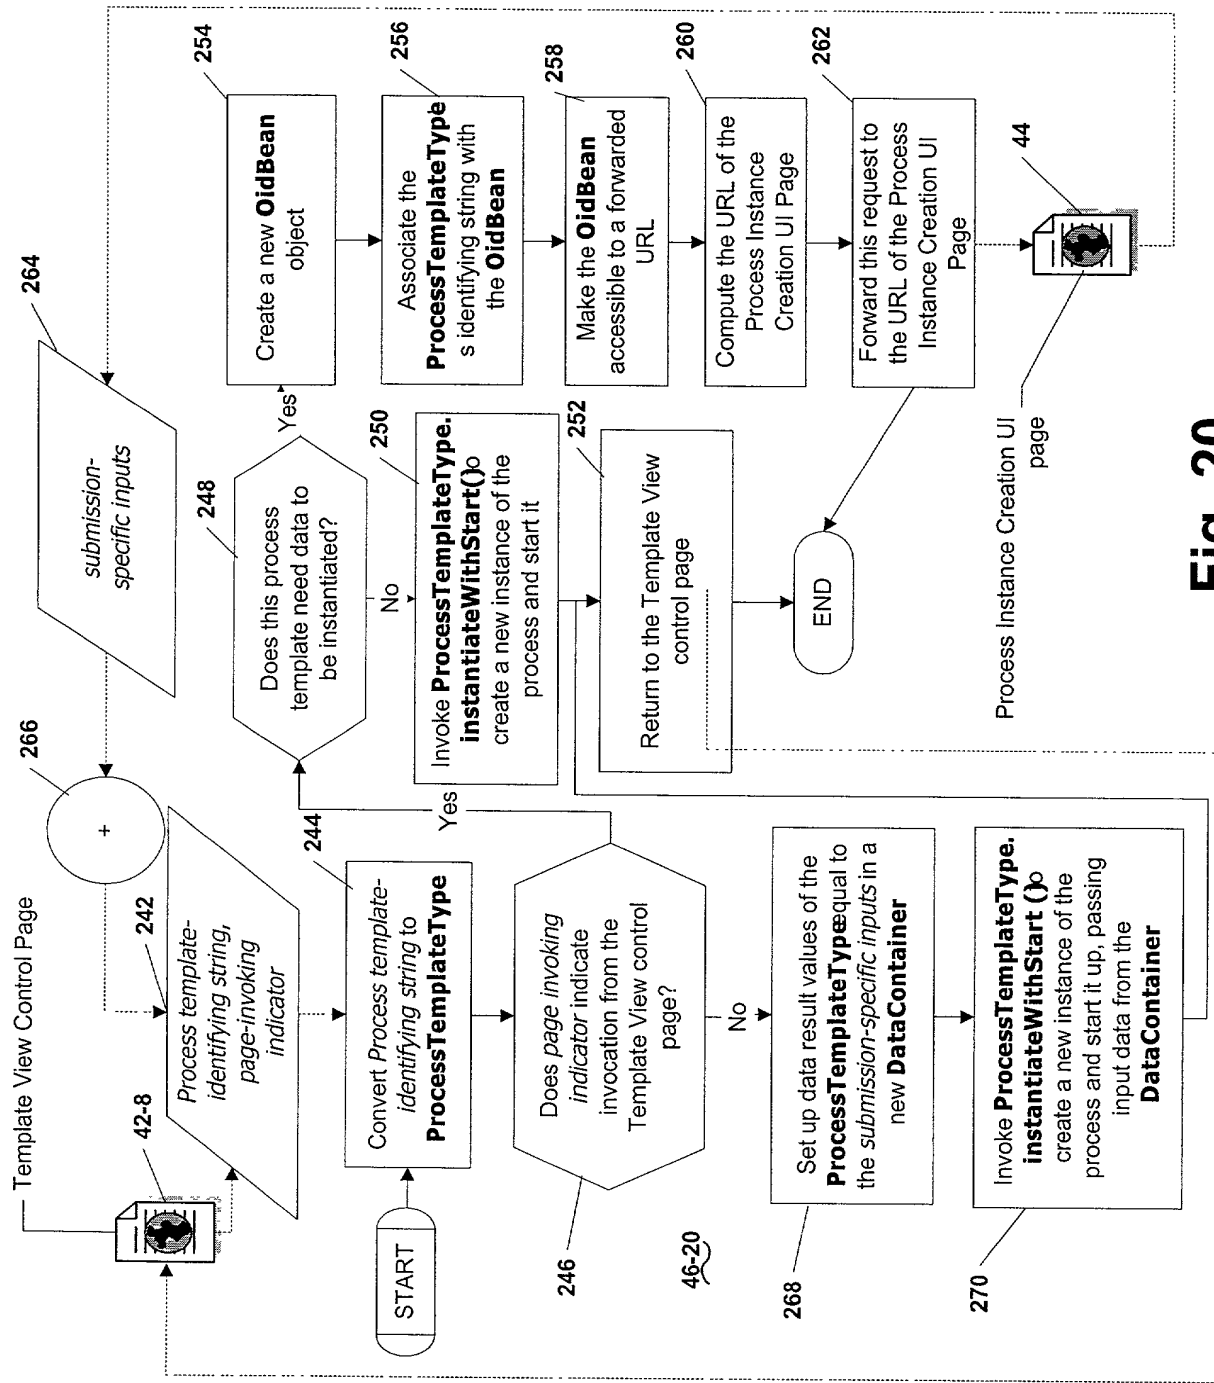 Template View Control Page
42-8
266
264
242
+
submission-
specific inputs
Process template-
identifying string,
page-invoking
indicator
START
244
Convert Process template-
identifying string to
ProcessTemplateType
246
Does page invoking
indicator indicate
invocation from the
Template View control
page?
Yes
No
46-20
268
Set up data result values of the
ProcessTemplateType equal to
the submission-specific inputs in a
new DataContainer
270
Invoke ProcessTemplateType.
instantiateWithStart ()o
create a new instance of the
process and start it up, passing
input data from the
DataContainer
248
Does this process
template need data to
be instantiated?
Yes
No
250
Invoke ProcessTemplateType.
instantiateWithStart()o
create a new instance of the
process and start it
252
Return to the Template View
control page
END
254
Create a new OidBean
object
256
Associate the
ProcessTemplateType
s identifying string with
the OidBean
258
Make the OidBean
accessible to a forwarded
URL
260
Compute the URL of the
Process Instance
Creation UI Page
262
Forward this request to
the URL of the Process
Instance Creation UI
Page
44
Process Instance Creation UI
page
Fig. 20